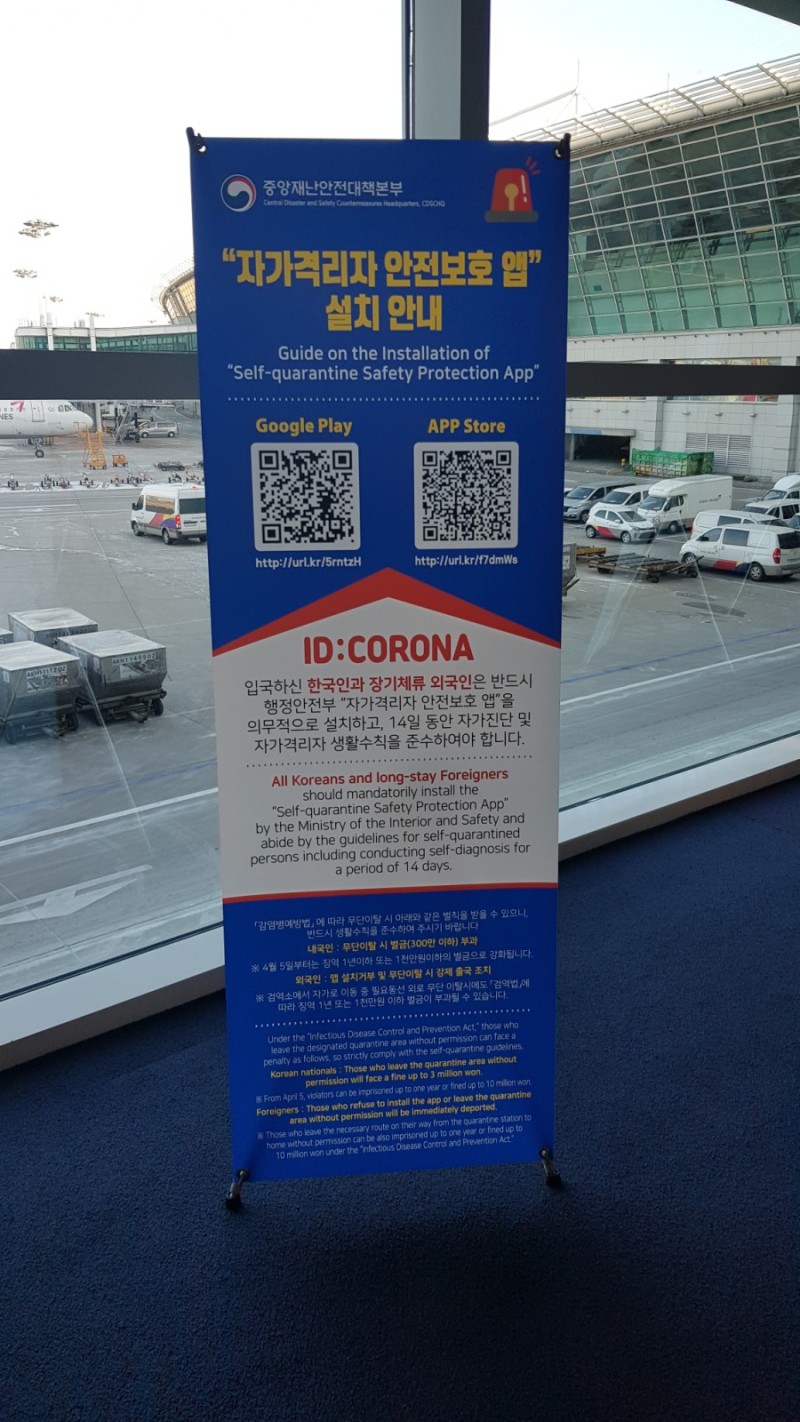 중앙재난안전대책본부
Central Disaster and Safety Countermeasures Headquarters, CDSCHQ
“자가격리자 안전보호 앱”
설치 안내
Guide on the Installation of
“Self-quarantine Safety Protection App”
Google Play
APP Store
http://url.kr/5rntzH
http://url.kr/f7dmWs
ID:CORONA
입국하신 한국인과 장기체류 외국인은 반드시
행정안전부 “자가격리자 안전보호 앱”을
의무적으로 설치하고, 14일 동안 자가진단 및
자가격리자 생활수칙을 준수하여야 합니다.
All Koreans and long-stay Foreigners
should mandatorily install the
“Self-quarantine Safety Protection App”
by the Ministry of the Interior and Safety and
abide by the guidelines for self-quarantined
persons including conducting self-diagnosis for
a period of 14 days.
「감염병예방법」에 따라 무단이탈 시 아래와 같은 벌칙을 받을 수 있으니,
반드시 생활수칙을 준수하여 주시기 바랍니다
내국인 : 무단이탈 시 벌금(300만 이하) 부과
※ 4월 5일부터는 징역 1년이하 또는 1천만원이하의 벌금으로 강화됩니다.
외국인 : 앱 설치거부 및 무단이탈 시 강제 출국 조치
※ 검역소에서 자가로 이동 중 필요동선 외로 무단 이탈시에도 「검역법」에
따라 징역 1년 또는 1천만원 이하 벌금이 부과될 수 있습니다.
Under the “Infectious Disease Control and Prevention Act,” those who
leave the designated quarantine area without permission can face a
penalty as follows, so strictly comply with the self-quarantine guidelines.
Korean nationals : Those who leave the quarantine area without
permission will face a fine up to 3 million won.
※ From April 5, violators can be imprisoned up to one year or fined up to 10 million won.
Foreigners : Those who refuse to install the app or leave the quarantine
area without permission will be immediately deported.
※ Those who leave the necessary route on their way from the quarantine station to
home without permission can be also imprisoned up to one year or fined up to
10 million won under the “Infectious Disease Control and Prevention Act.”